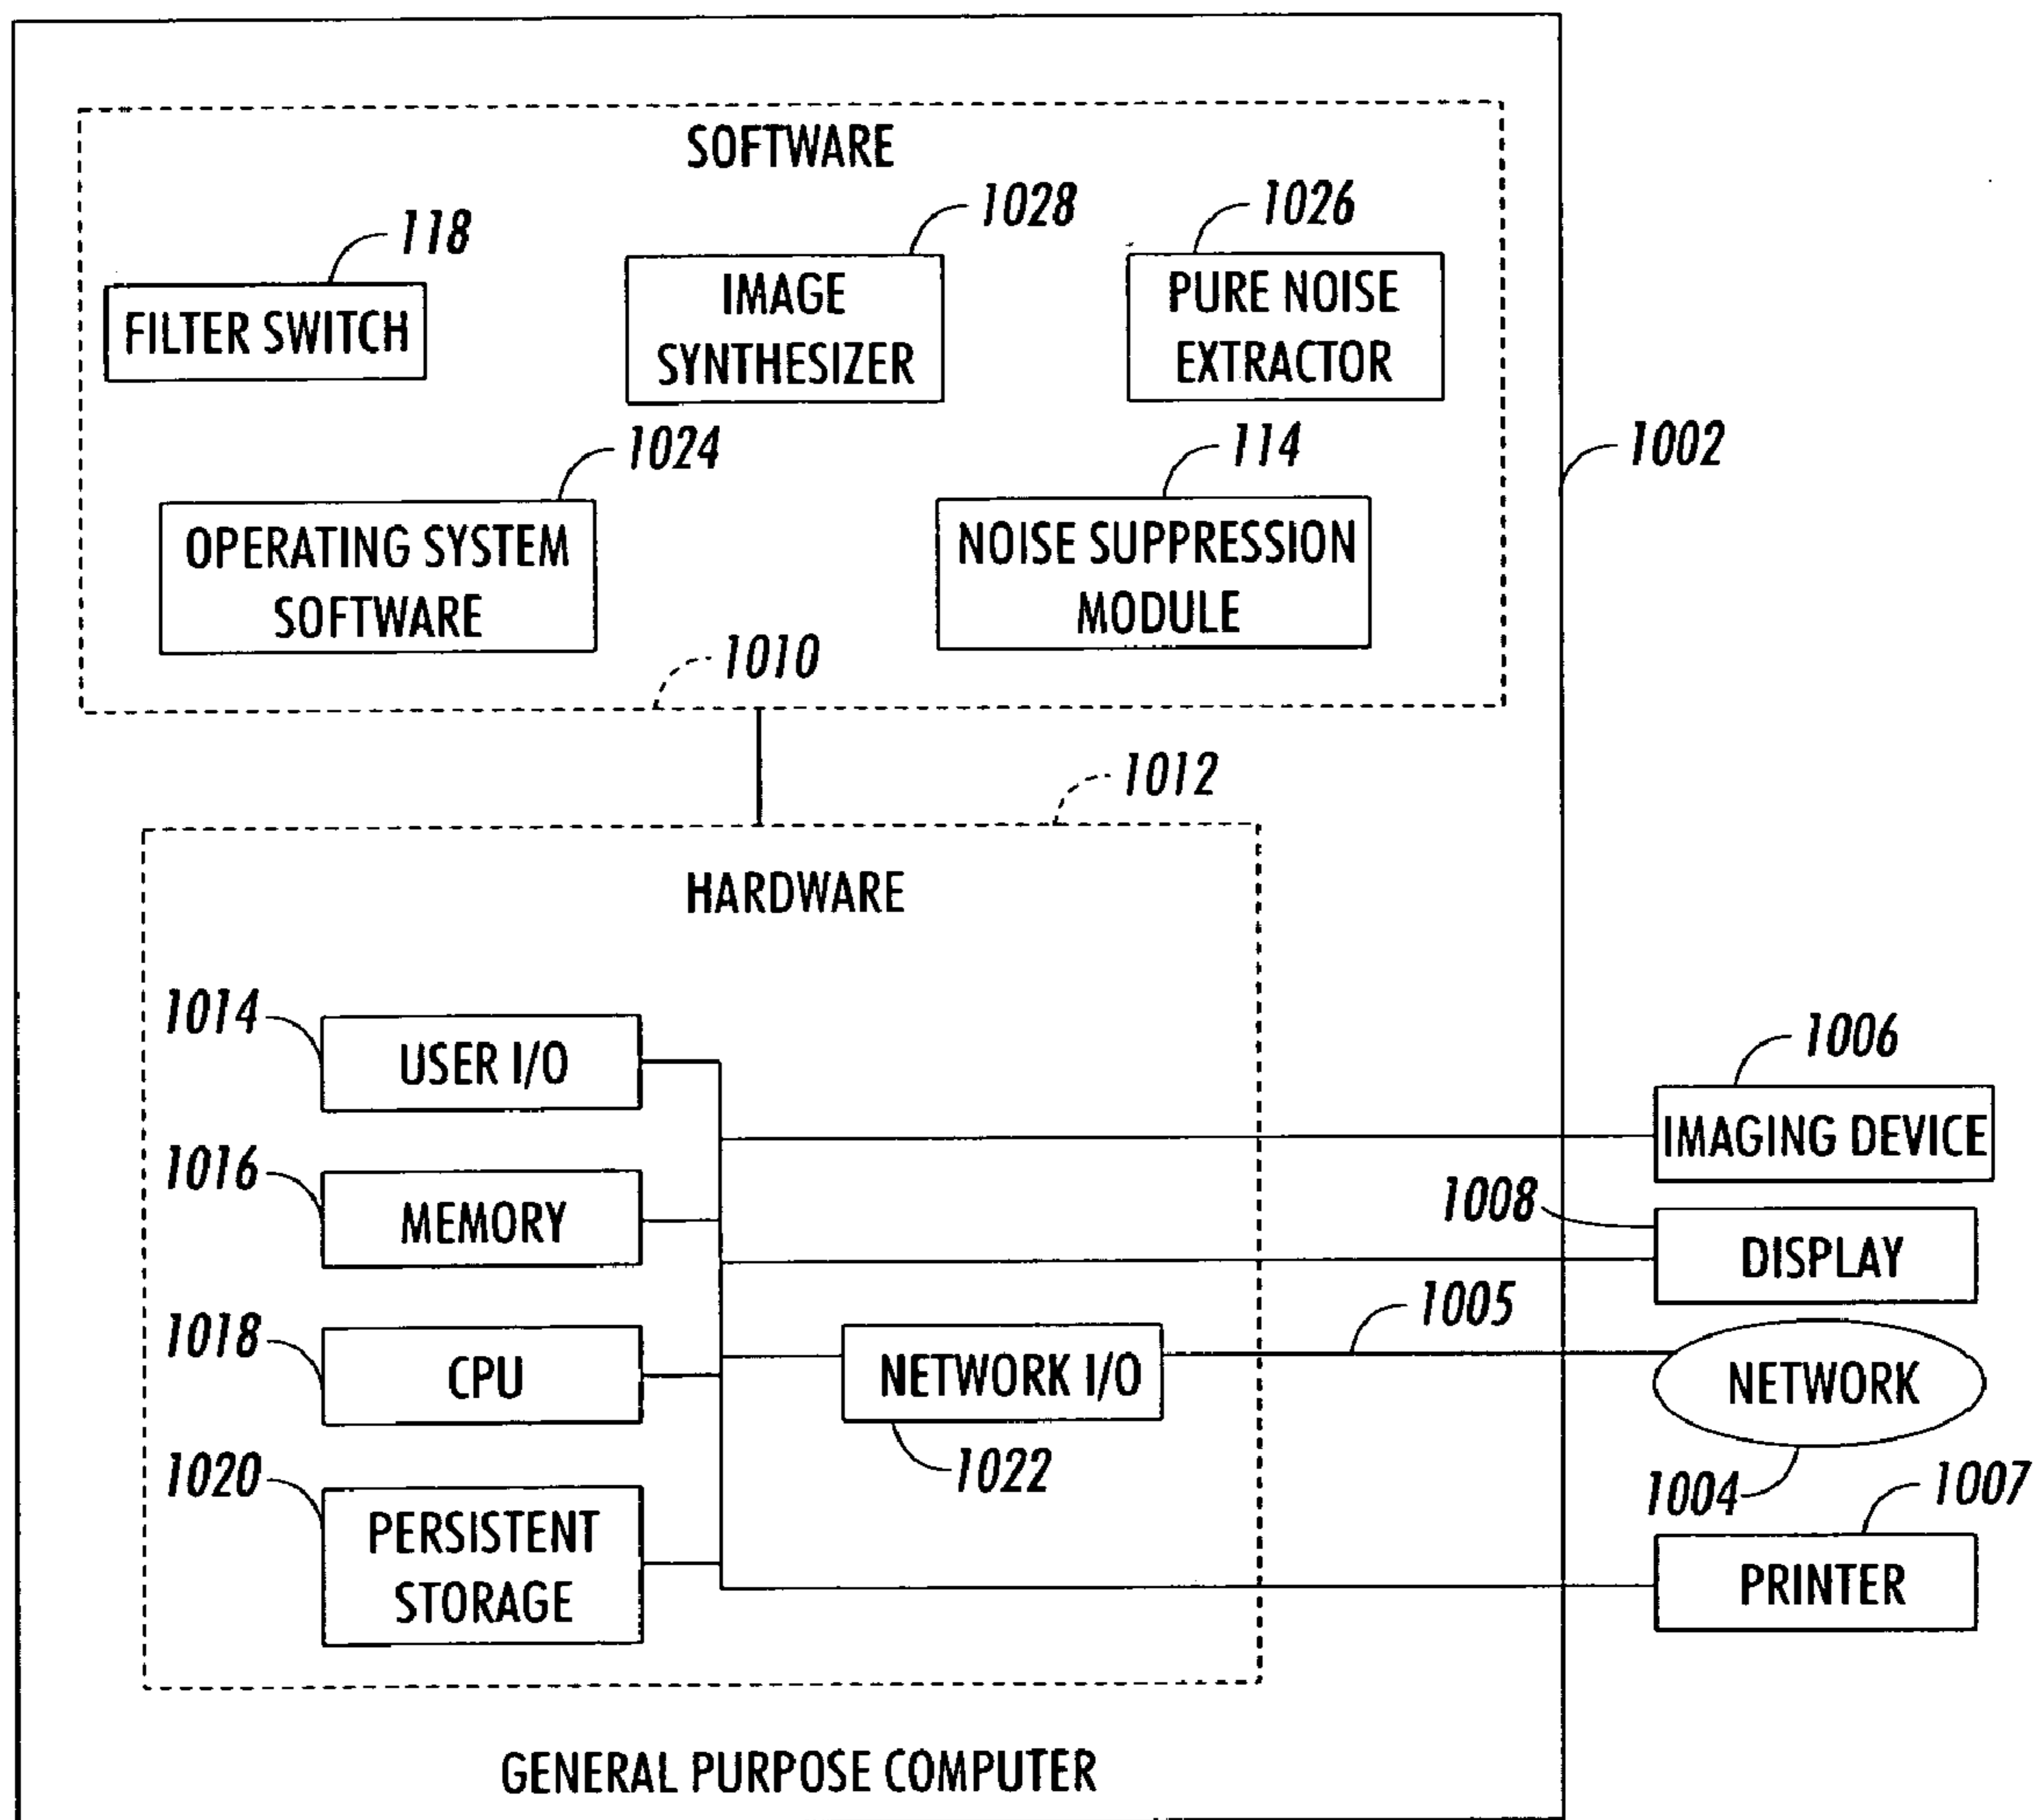 SOFTWARE
118
1028
1026
FILTER SWITCH
IMAGE
SYNTHESIZER
PURE NOISE
EXTRACTOR
1024
114
1002
OPERATING SYSTEM
SOFTWARE
NOISE SUPPRESSION
MODULE
1010
1012
HARDWARE
1014
USER I/O
1006
IMAGING DEVICE
1016
MEMORY
1008
DISPLAY
1018
CPU
NETWORK I/O
1022
1005
NETWORK
1004
1020
PERSISTENT
STORAGE
1007
PRINTER
GENERAL PURPOSE COMPUTER